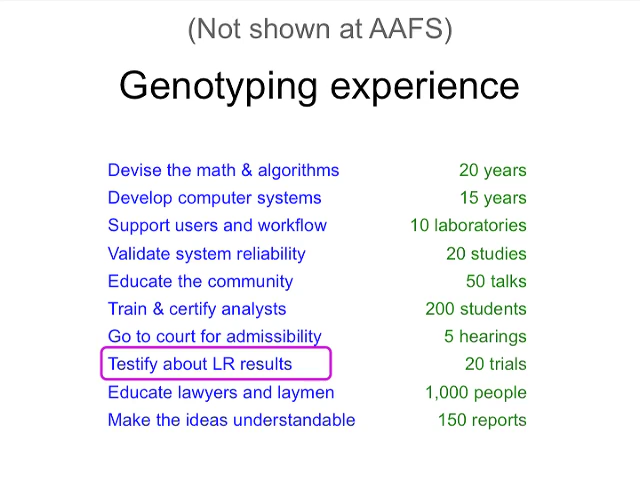 (Not shown at AAFS)
Genotyping experience
Devise the math & algorithms 20 years
Develop computer systems 15 years
Support users and workflow 10 laboratories
Validate system reliability 20 studies
Educate the community 50 talks
Train & certify analysts 200 students
Go to court for admissibility 5 hearings
Testify about LR results 20 trials
Educate lawyers and laymen 1,000 people
Make the ideas understandable 150 reports